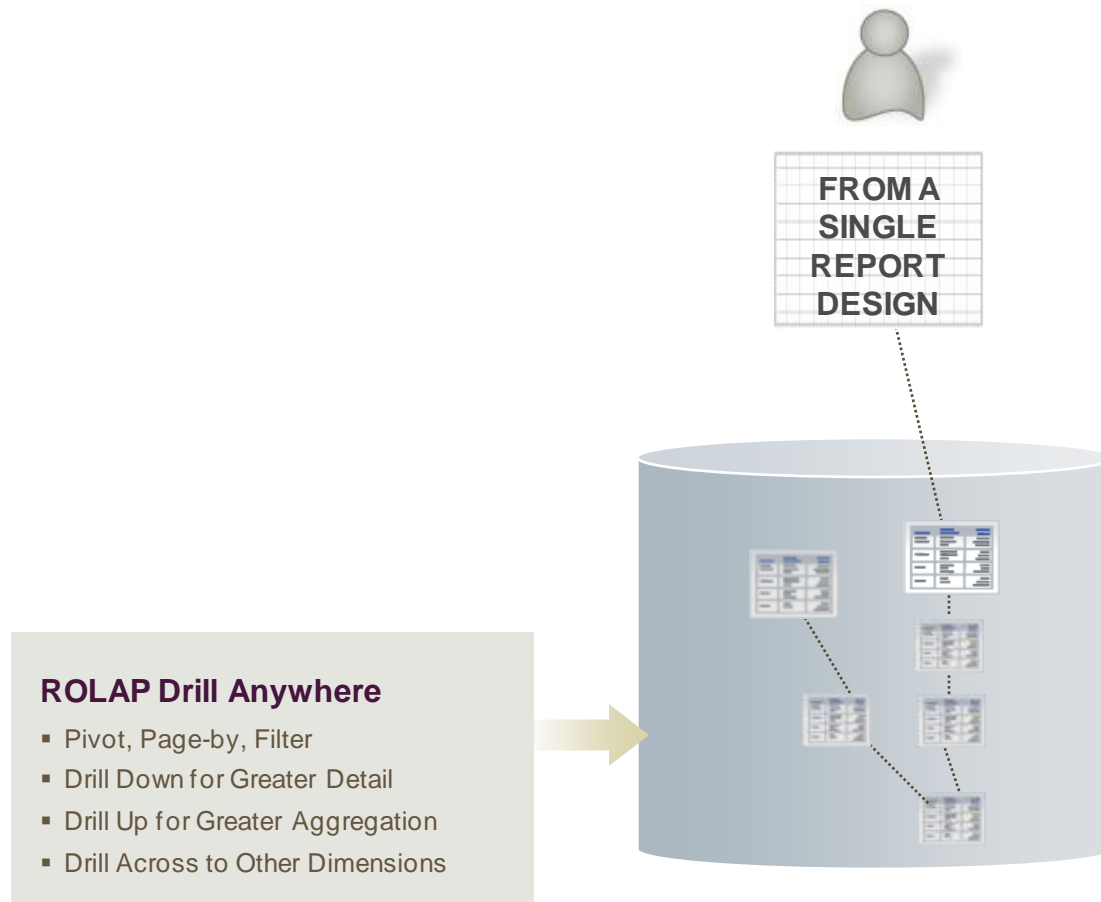 FROM A
SINGLE
REPORT
DESIGN
ROLAP Drill Anywhere
▪ Pivot, Page-by, Filter
▪ Drill Down for Greater Detail
▪ Drill Up for Greater Aggregation
▪ Drill Across to Other Dimensions